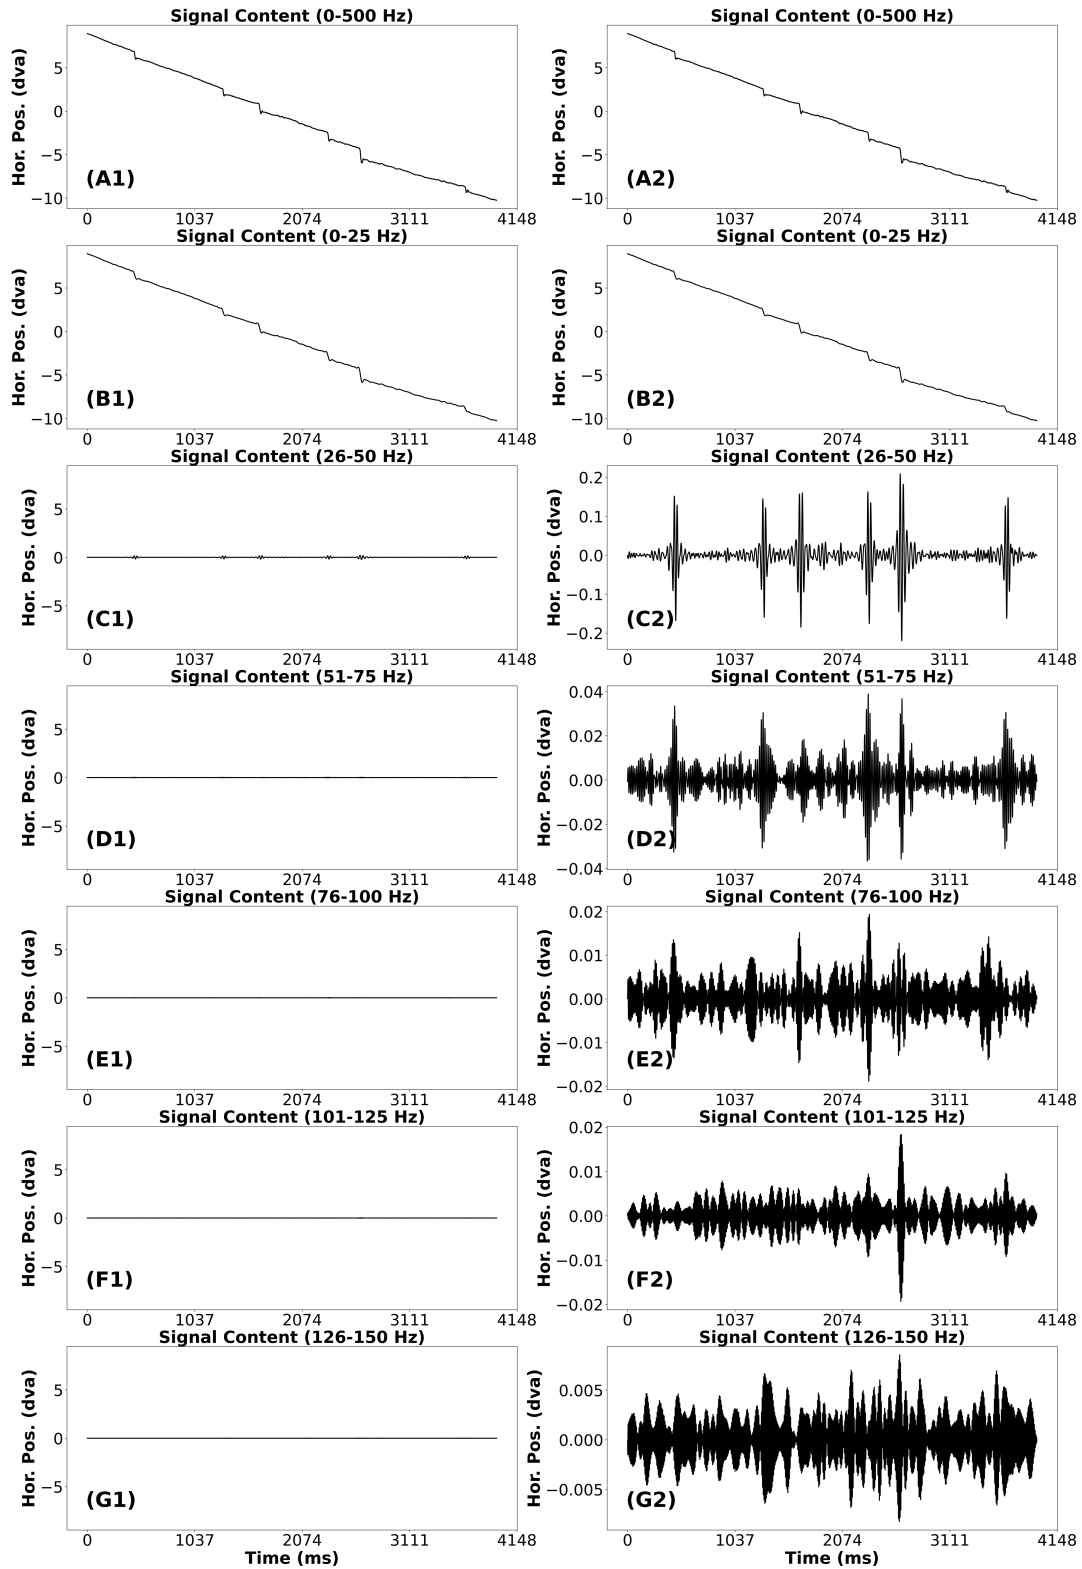 Signal Content (0-500 Hz)
Hor. Pos. (dva)
5
0
−5
−10
(A1)
0 1037 2074 3111 4148
Signal Content (0-500 Hz)
Hor. Pos. (dva)
5
0
−5
−10
(A2)
0 1037 2074 3111 4148
Signal Content (0-25 Hz)
Hor. Pos. (dva)
5
0
−5
−10
(B1)
0 1037 2074 3111 4148
Signal Content (0-25 Hz)
Hor. Pos. (dva)
5
0
−5
−10
(B2)
0 1037 2074 3111 4148
Signal Content (26-50 Hz)
Hor. Pos. (dva)
5
0
−5
(C1)
0 1037 2074 3111 4148
Signal Content (26-50 Hz)
Hor. Pos. (dva)
0.2
0.1
0.0
−0.1
−0.2
(C2)
0 1037 2074 3111 4148
Signal Content (51-75 Hz)
Hor. Pos. (dva)
5
0
−5
(D1)
0 1037 2074 3111 4148
Signal Content (51-75 Hz)
Hor. Pos. (dva)
0.04
0.02
0.00
−0.02
−0.04
(D2)
0 1037 2074 3111 4148
Signal Content (76-100 Hz)
Hor. Pos. (dva)
5
0
−5
(E1)
0 1037 2074 3111 4148
Signal Content (76-100 Hz)
Hor. Pos. (dva)
0.02
0.01
0.00
−0.01
−0.02
(E2)
0 1037 2074 3111 4148
Signal Content (101-125 Hz)
Hor. Pos. (dva)
5
0
−5
(F1)
0 1037 2074 3111 4148
Signal Content (101-125 Hz)
Hor. Pos. (dva)
0.02
0.01
0.00
−0.01
−0.02
(F2)
0 1037 2074 3111 4148
Signal Content (126-150 Hz)
Hor. Pos. (dva)
5
0
−5
(G1)
0 1037 2074 3111 4148
Time (ms)
Signal Content (126-150 Hz)
Hor. Pos. (dva)
0.005
0.000
−0.005
(G2)
0 1037 2074 3111 4148
Time (ms)